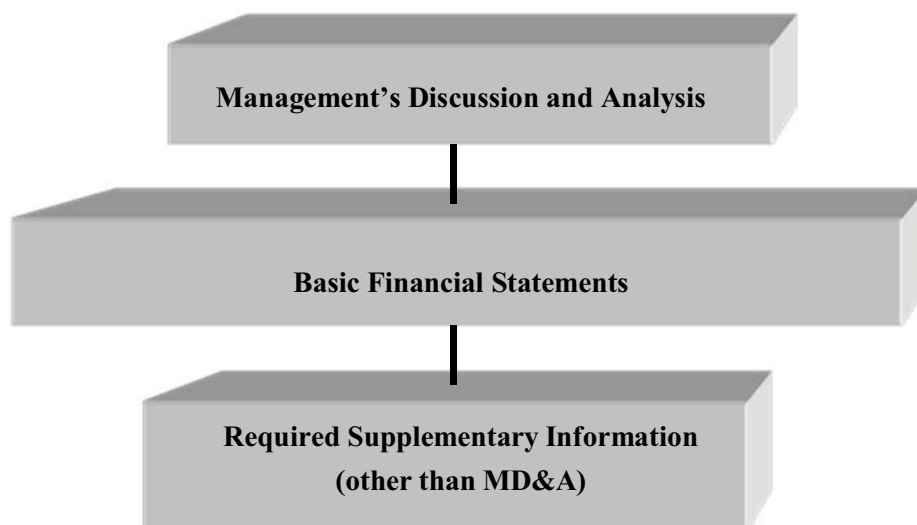 Management’s Discussion and Analysis
Basic Financial Statements
Required Supplementary Information
(other than MD&A)